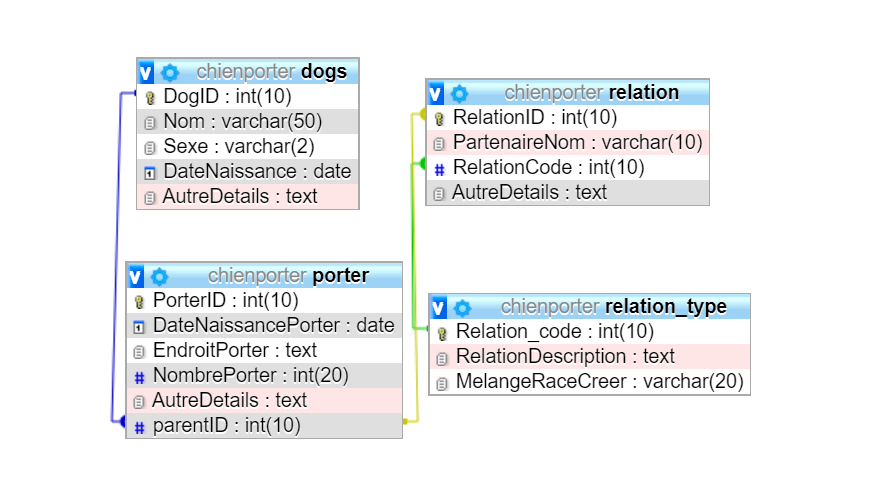 chienporter dogs
DogID : int(10)
Nom : varchar(50)
Sexe : varchar(2)
DateNaissance : date
AutreDetails : text
chienporter relation
RelationID : int(10)
PartenaireNom : varchar(10)
RelationCode : int(10)
AutreDetails : text
chienporter porter
PorterID : int(10)
DateNaissancePorter : date
EndroitPorter : text
NombrePorter : int(20)
AutreDetails : text
parentID : int(10)
chienporter relation_type
Relation_code : int(10)
RelationDescription : text
MelangeRaceCreer : varchar(20)